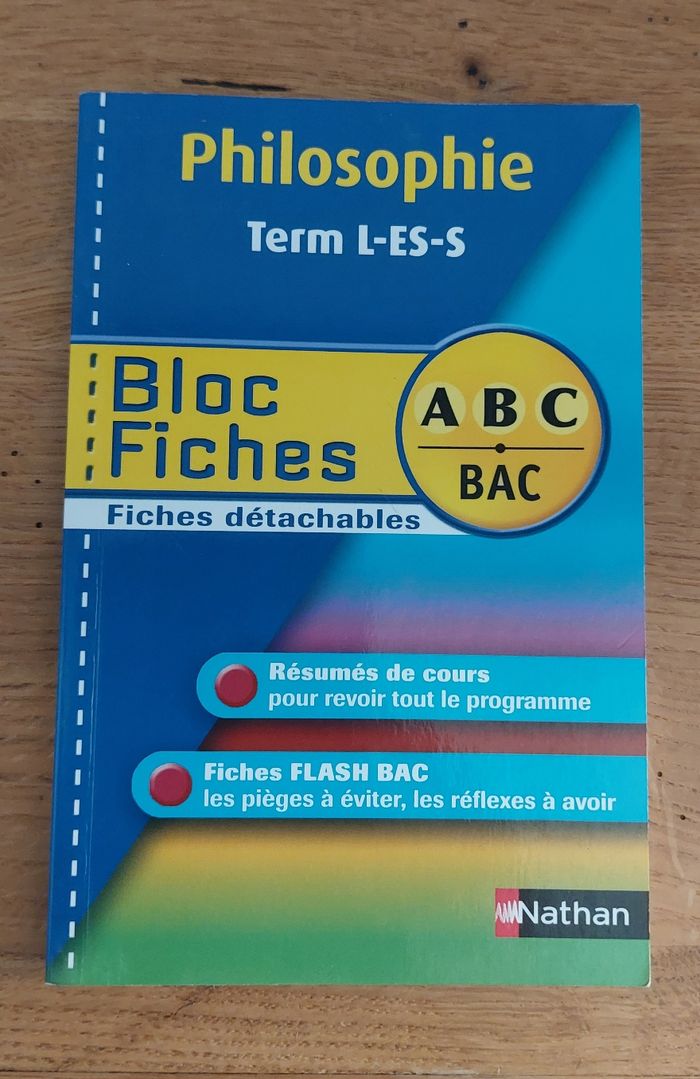 Philosophie
Term L-ES-S
Bloc
Fiches
A B C
BAC
Fiches détachables
Résumés de cours
pour revoir tout le programme
Fiches FLASH BAC
les pièges à éviter, les réflexes à avoir
Nathan